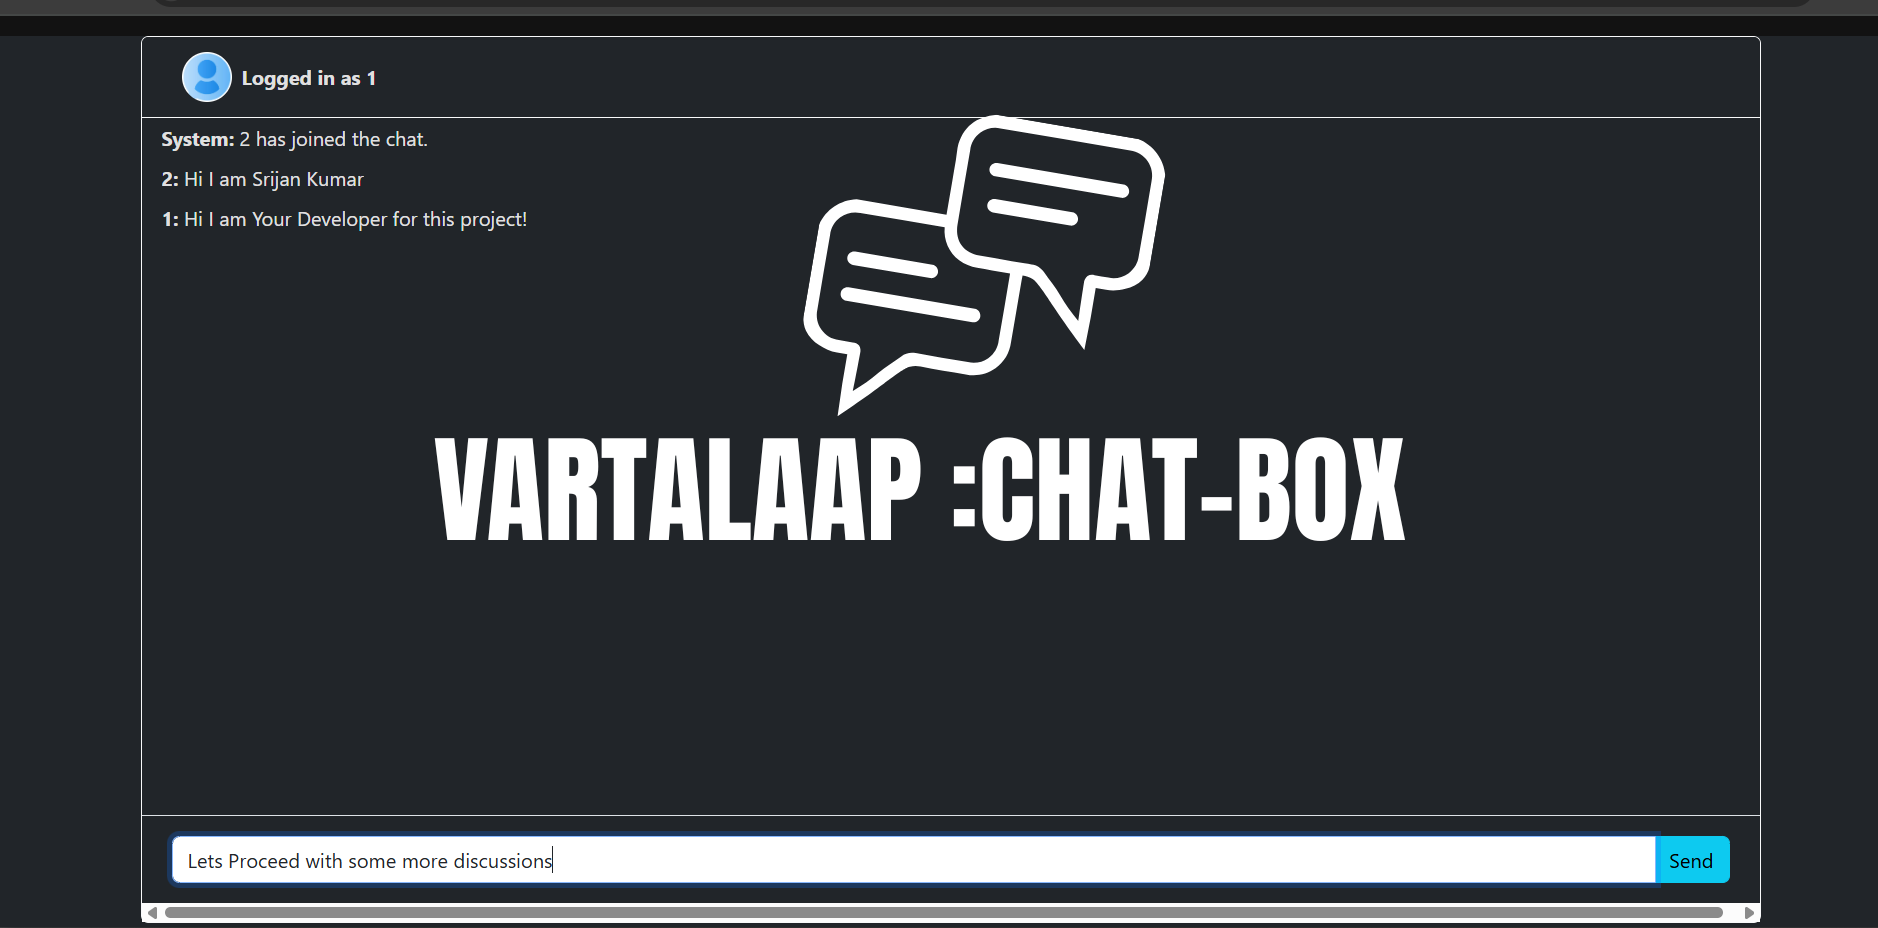 Logged in as 1
System: 2 has joined the chat.
2: Hi I am Srijan Kumar
1: Hi I am Your Developer for this project!
VARTALAAP :CHAT-BOX
Lets Proceed with some more discussions
Send